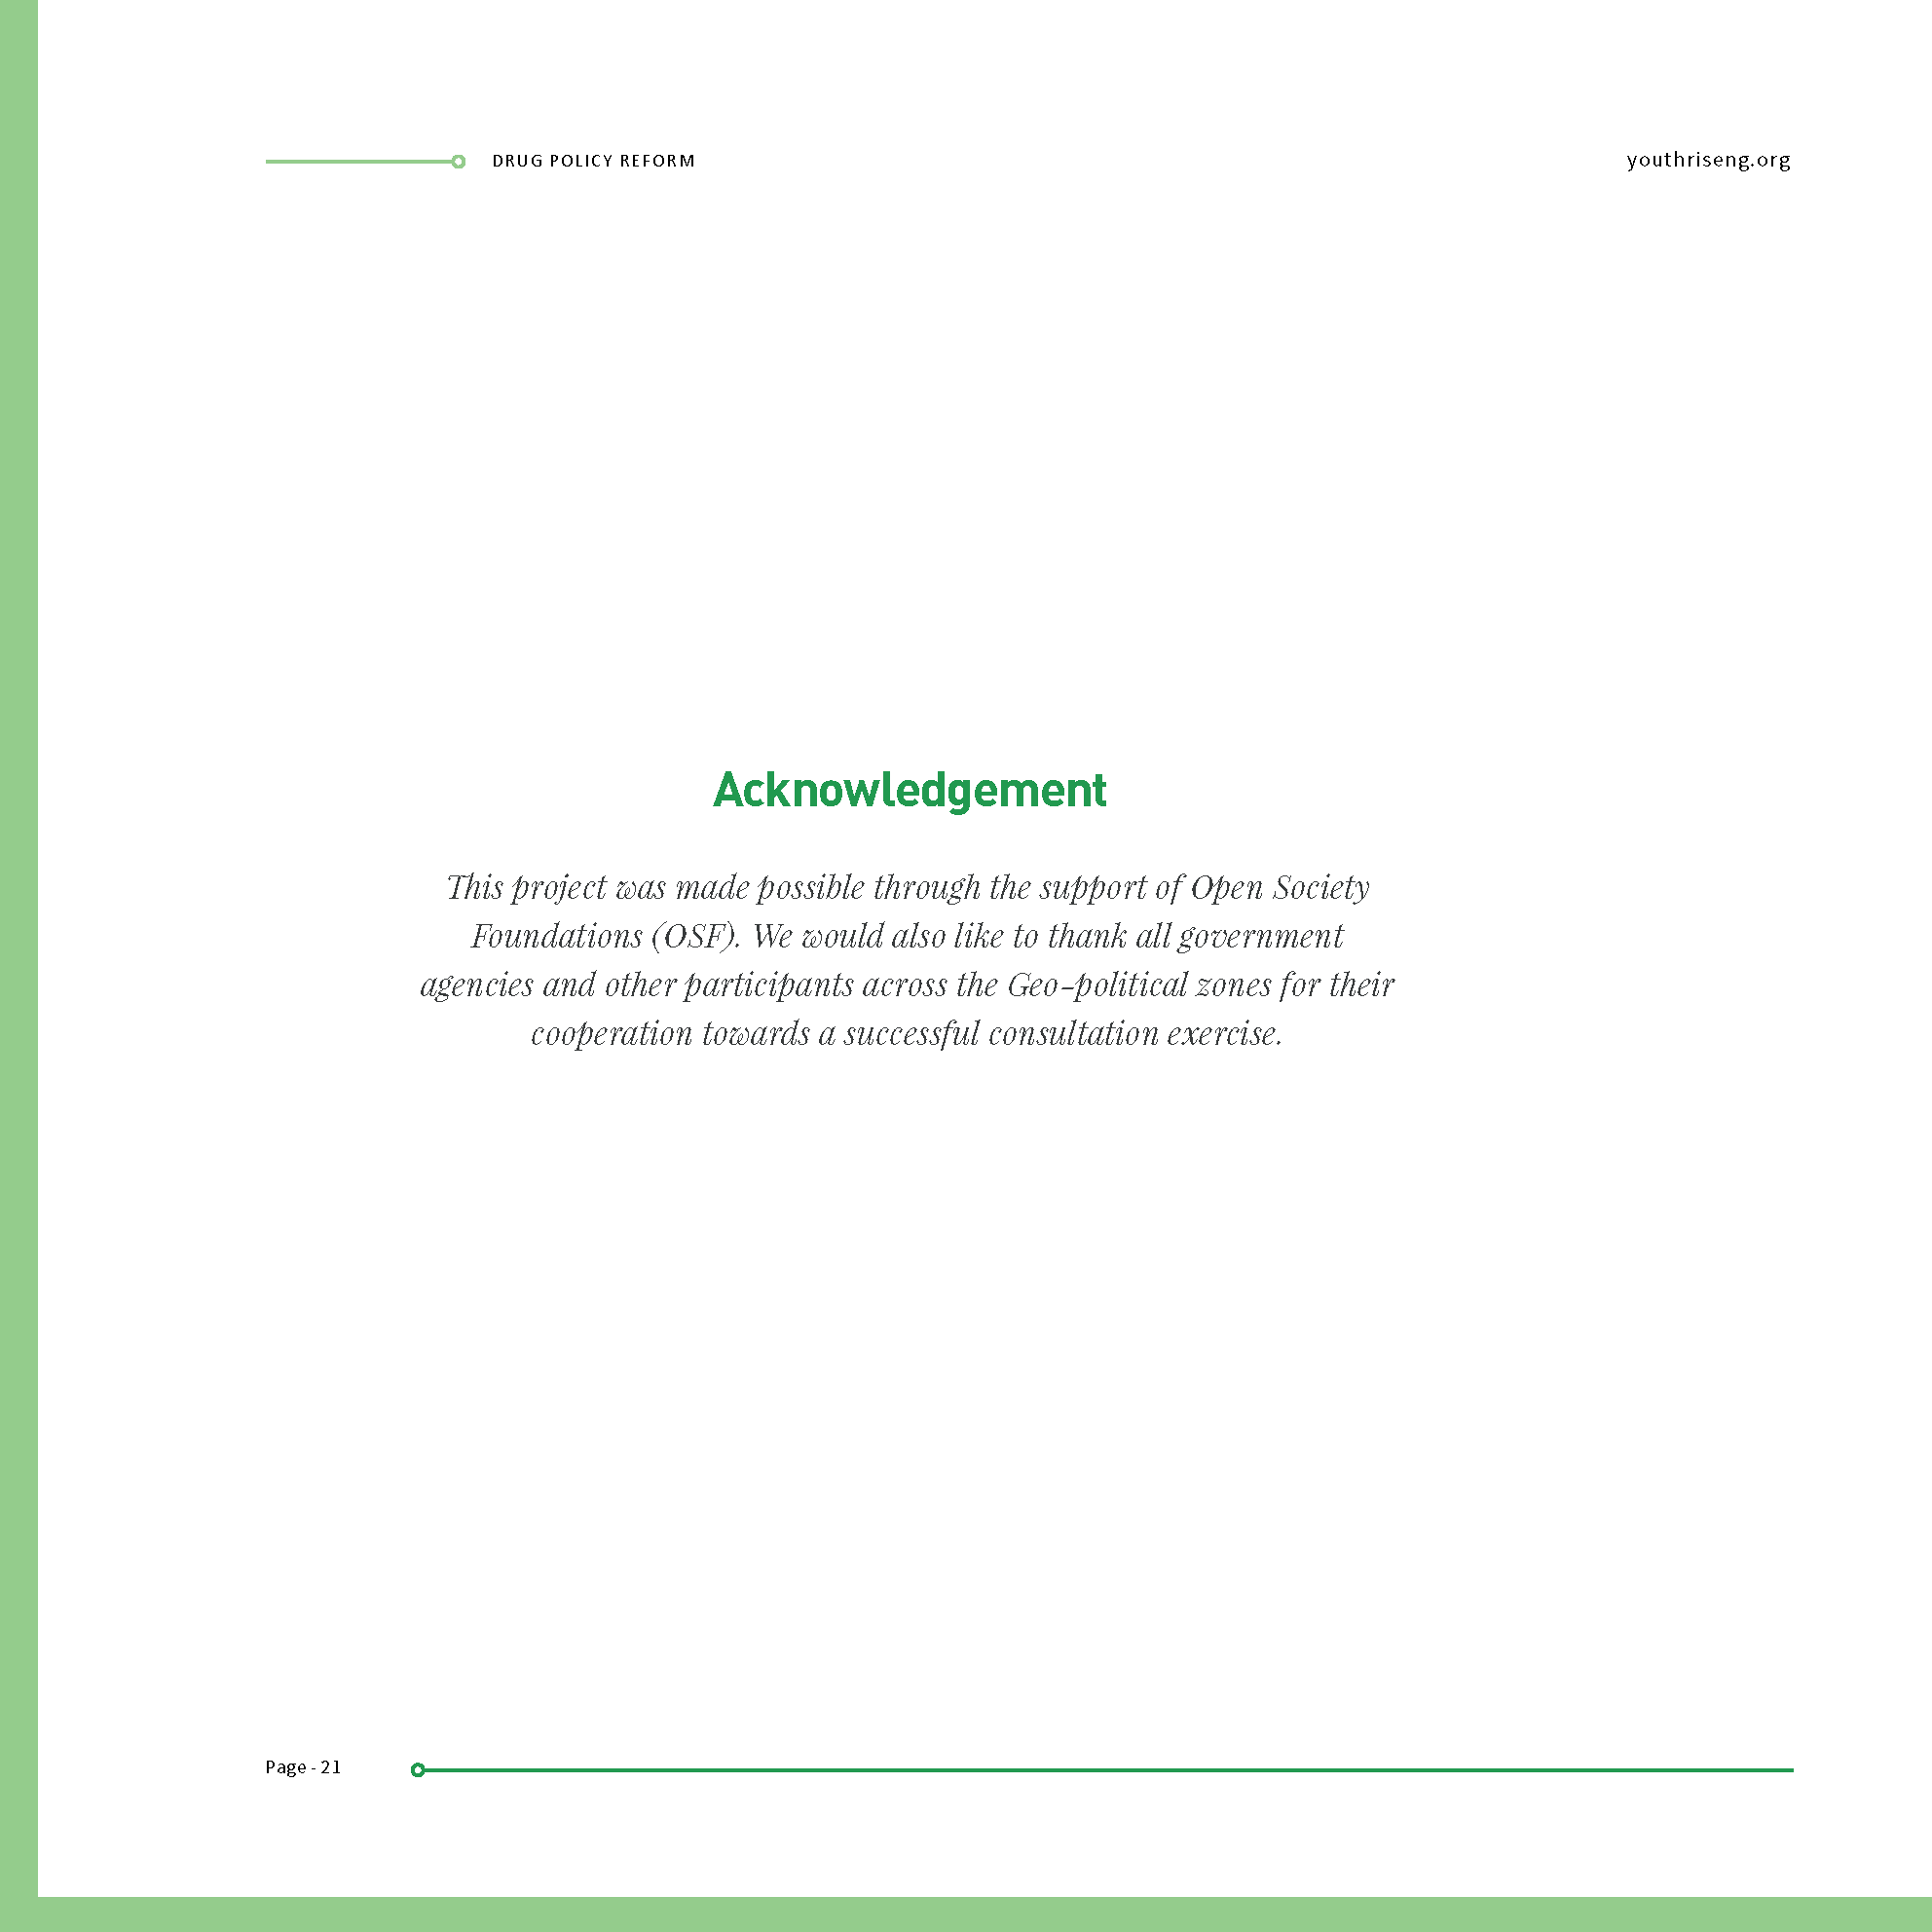 DRUG POLICY REFORM
youthriseng.org
Acknowledgement
This project was made possible through the support of Open Society
Foundations (OSF). We would also like to thank all government
agencies and other participants across the Geo-political zones for their
cooperation towards a successful consultation exercise.
Page - 21